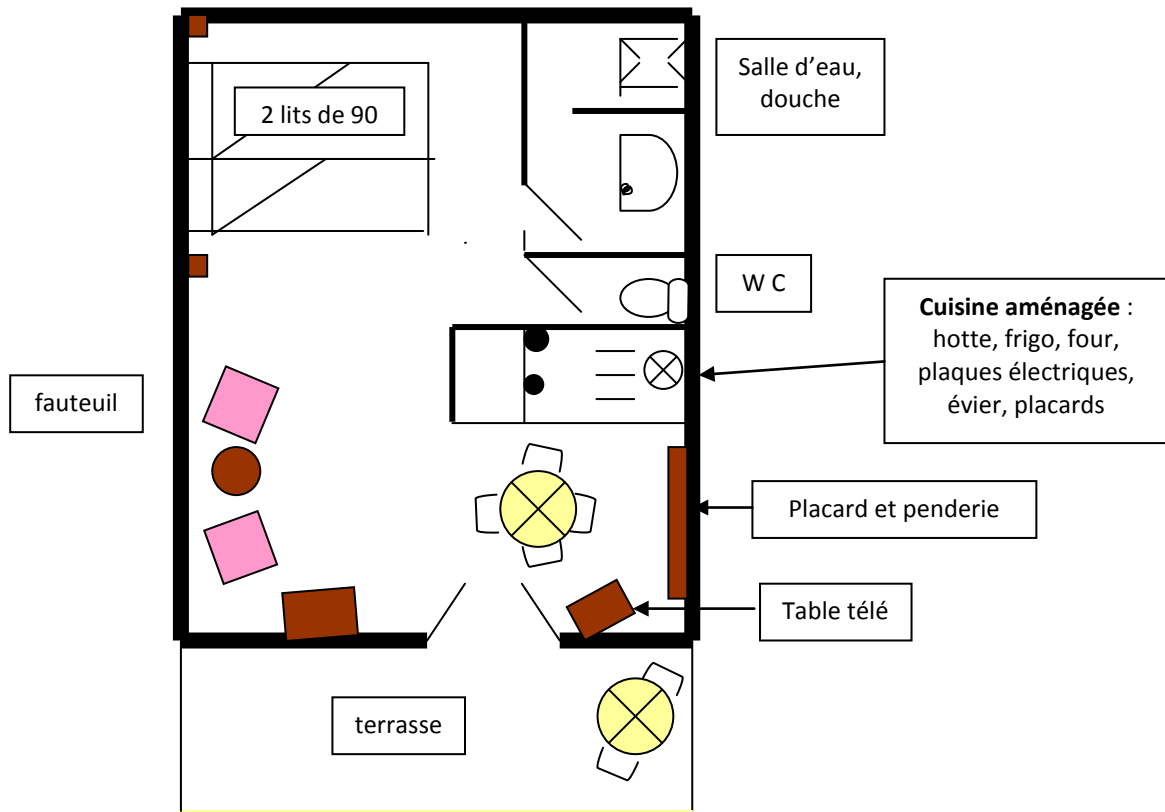 Salle d'eau,
douche
2 lits de 90
W C
Cuisine aménagée :
hotte, frigo, four,
plaques électriques,
évier, placards
fauteuil
Placard et penderie
Table télé
terrasse